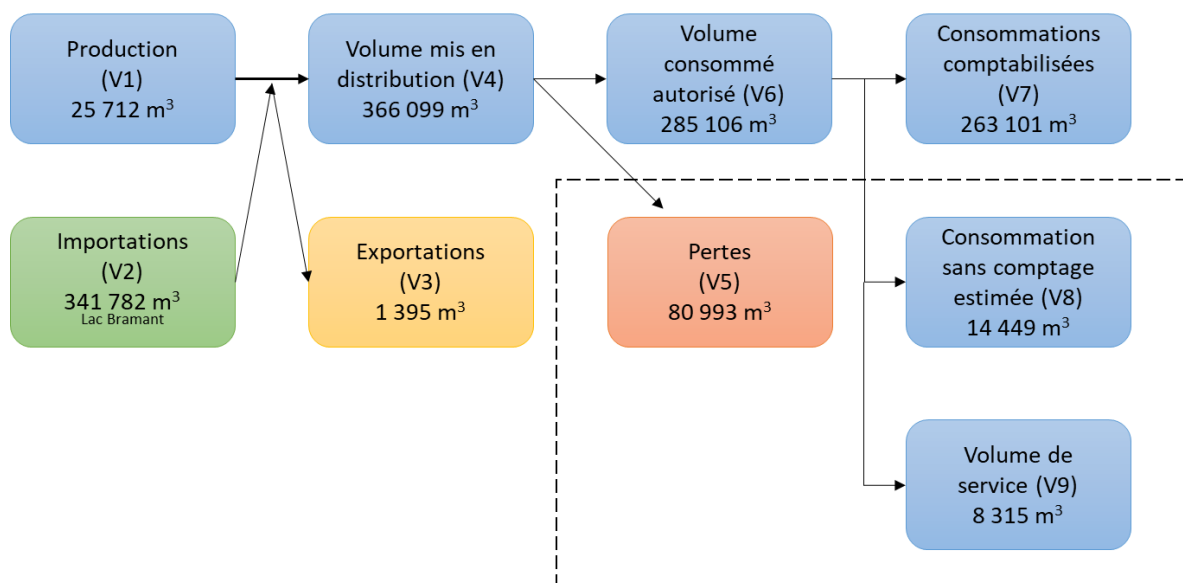 Production
(V1)
25 712 m³
Volume mis en
distribution (V4)
366 099 m³
Volume
consommé
autorisé (V6)
285 106 m³
Consommations
comptabilisées
(V7)
263 101 m³
Importations
(V2)
341 782 m³
Lac Bramant
Exportations
(V3)
1 395 m³
Pertes
(V5)
80 993 m³
Consommation
sans comptage
estimée (V8)
14 449 m³
Volume de
service (V9)
8 315 m³